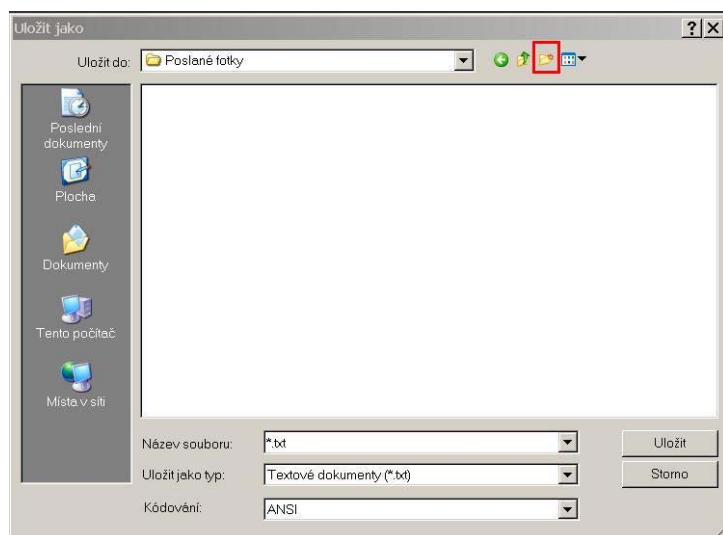 Uložit jako
Uložit do: Poslané fotky
Poslední
dokumenty
Plocha
Dokumenty
Tento počítač
Místa v síti
Název souboru: *.txt
Uložit
Uložit jako typ: Textové dokumenty (*.txt)
Storno
Kódování: ANSI